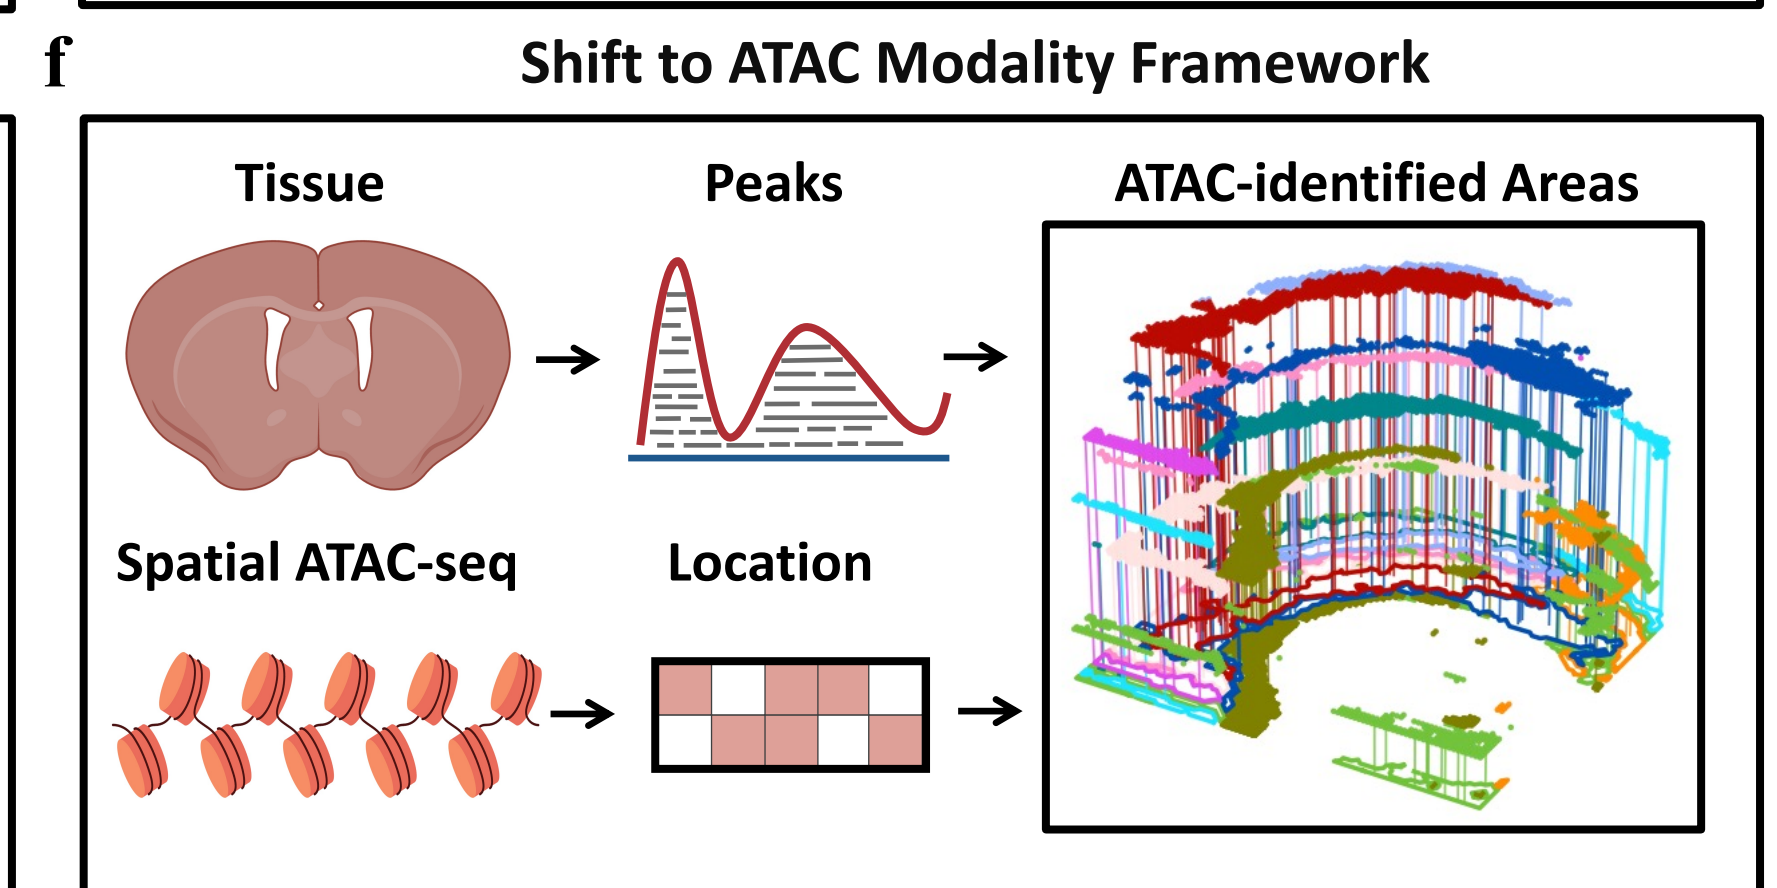 f
Shift to ATAC Modality Framework
Tissue
Peaks
ATAC-identified Areas
Spatial ATAC-seq
Location